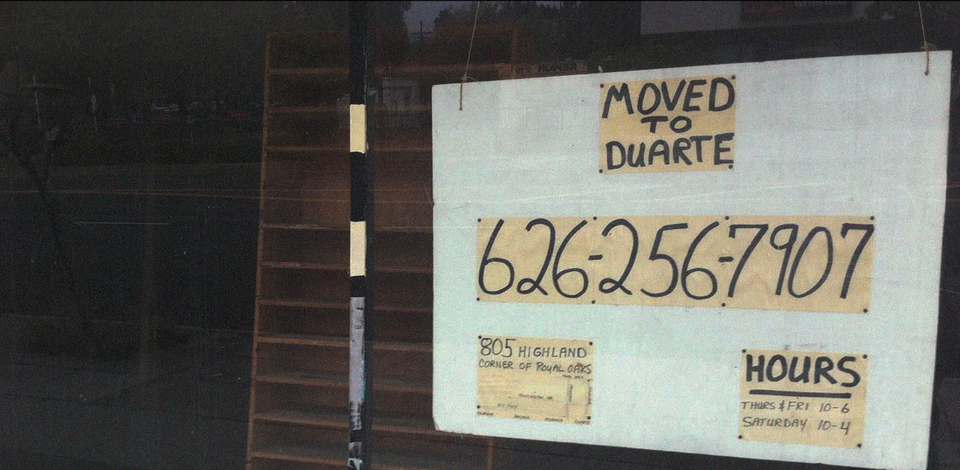 MOVED
TO
DUARTE
626-256-7907
805 HIGHLAND
CORNER OF ROYAL OAKS
HOURS
THURS & FRI 10-6
SATURDAY 10-4